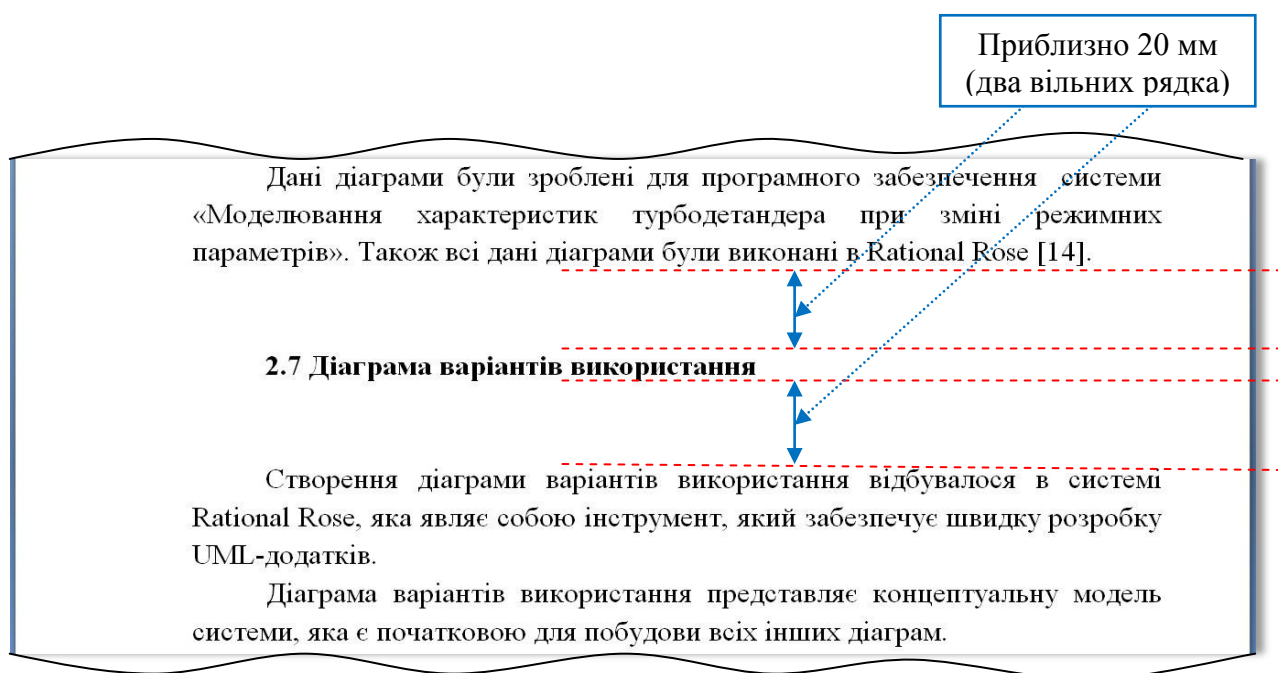 Приблизно 20 мм
(два вільних рядка)
Дані діаграми були зроблені для програмного забезпечення системи
«Моделювання характеристик турбодетандера при зміні режимних
параметрів». Також всі дані діаграми були виконані в Rational Rose [14].
2.7 Діаграма варіантів використання
Створення діаграми варіантів використання відбувалося в системі
Rational Rose, яка являє собою інструмент, який забезпечує швидку розробку
UML-додатків.
Діаграма варіантів використання представляє концептуальну модель
системи, яка є початковою для побудови всіх інших діаграм.